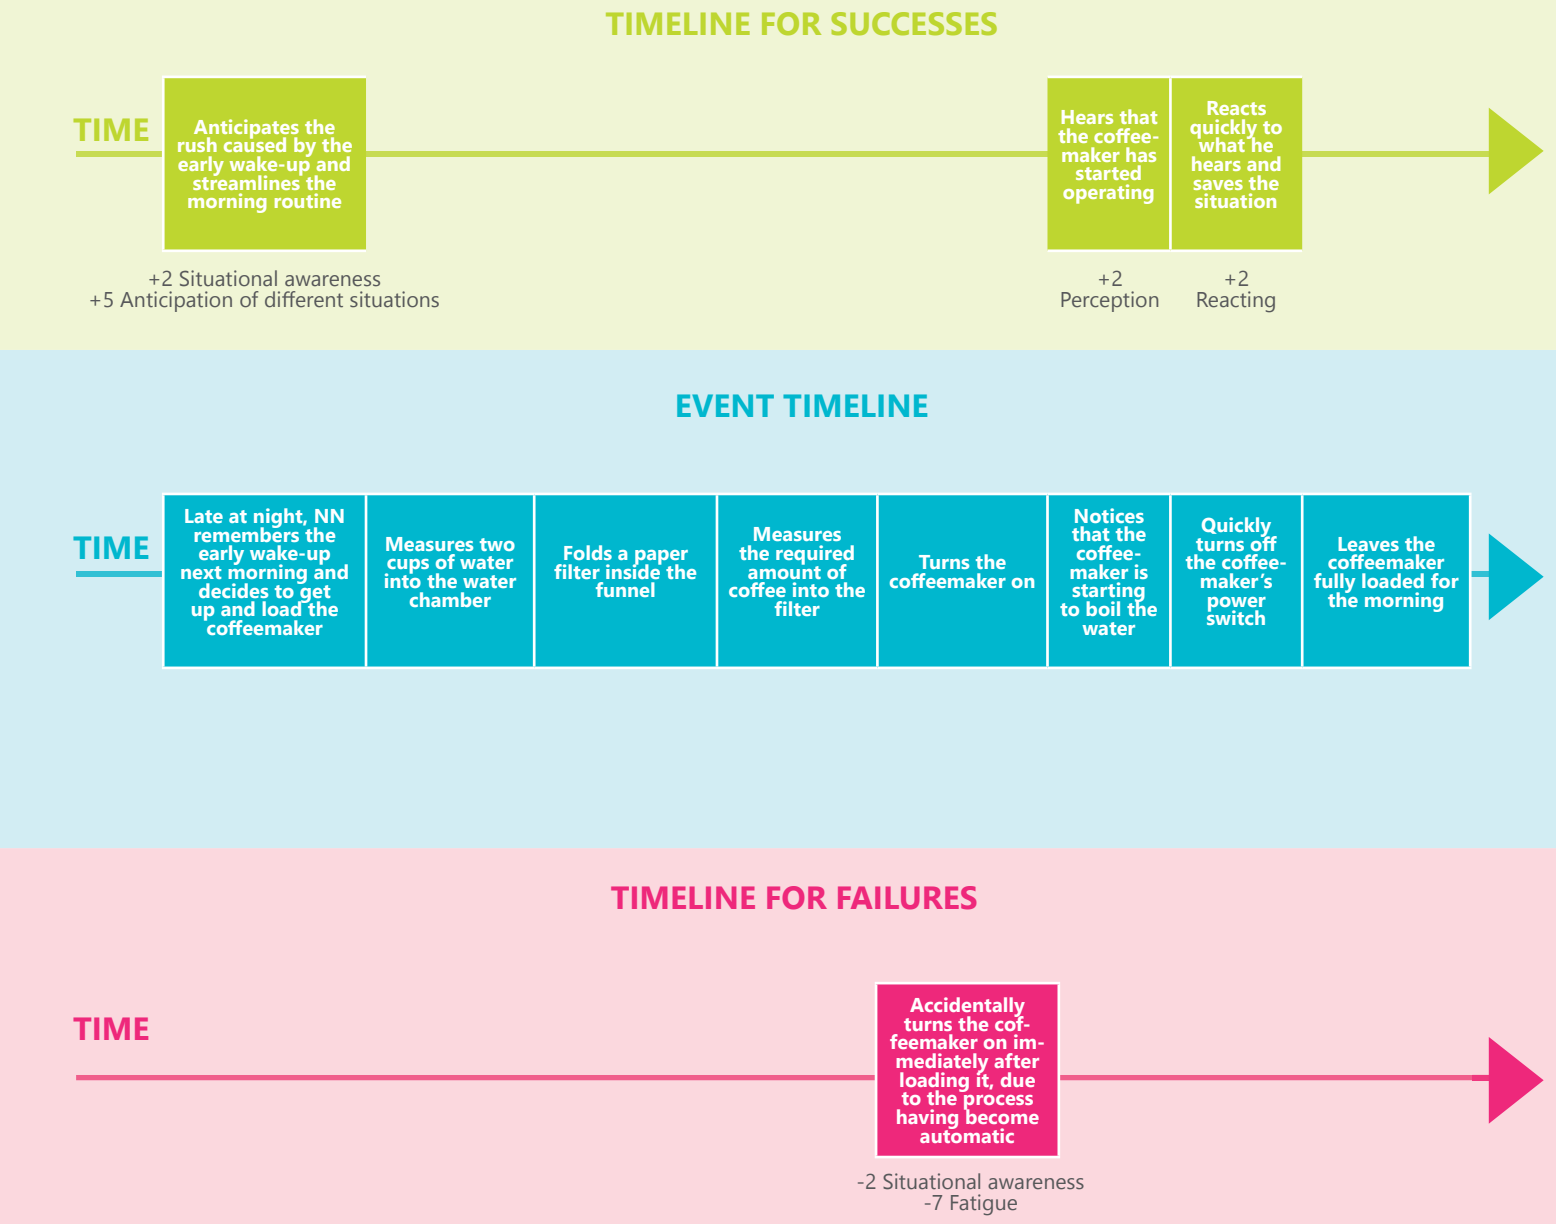 TIMELINE FOR SUCCESSES
TIME
Anticipates the
rush caused by the
early wake-up and
streamlines the
morning routine
Hears that
the coffee-
maker has
started
operating
Reacts
quickly to
what he
hears and
saves the
situation
+2 Situational awareness
+5 Anticipation of different situations
+2
Perception
+2
Reacting
EVENT TIMELINE
TIME
Late at night, NN
remembers the
early wake-up
next morning and
decides to get
up and load the
coffeemaker
Measures two
cups of water
into the water
chamber
Folds a paper
filter inside the
funnel
Measures
the required
amount of
coffee into the
filter
Turns the
coffeemaker on
Notices
that the
coffee-
maker is
starting
to boil the
water
Quickly
turns off
the coffee-
maker’s
power
switch
Leaves the
coffeemaker
fully loaded for
the morning
TIMELINE FOR FAILURES
TIME
Accidentally
turns the cof-
feemaker on im-
mediately after
loading it, due
to the process
having become
automatic
-2 Situational awareness
-7 Fatigue